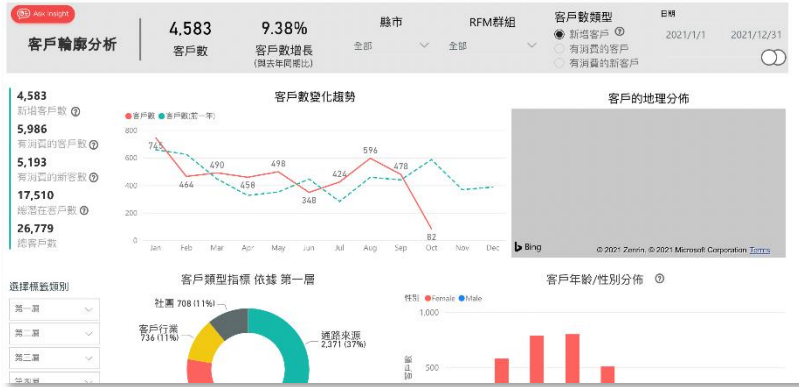 Ask Insight
客戶輪廓分析
4,583
客戶數
9.38%
客戶數增長
(與去年同期比)
縣市
全部
RFM群組
全部
客戶數類型
新增客戶
有消費的客戶
有消費的新客戶
日期
2021/1/1
2021/12/31
4,583
新增客戶數
5,986
有消費的客戶數
5,193
有消費的新客數
17,510
總潛在客戶數
26,779
總客戶數
客戶數變化趨勢
客戶數 客戶數(前一年)
800
600
400
200
0
745
464
490
458
498
348
424
596
478
82
Jan Feb Mar Apr May Jun Jul Aug Sep Oct Nov Dec
客戶的地理分佈
Bing
© 2021 Zenrin, © 2021 Microsoft Corporation Terms
選擇標籤類別
第一層
第二層
第三層
第四層
客戶類型指標 依據 第一層
社團 708 (11%)
客戶行業
736 (11%)
通路來源
2,371 (37%)
客戶年齡/性別分佈
性別 Female Male
1,000
500